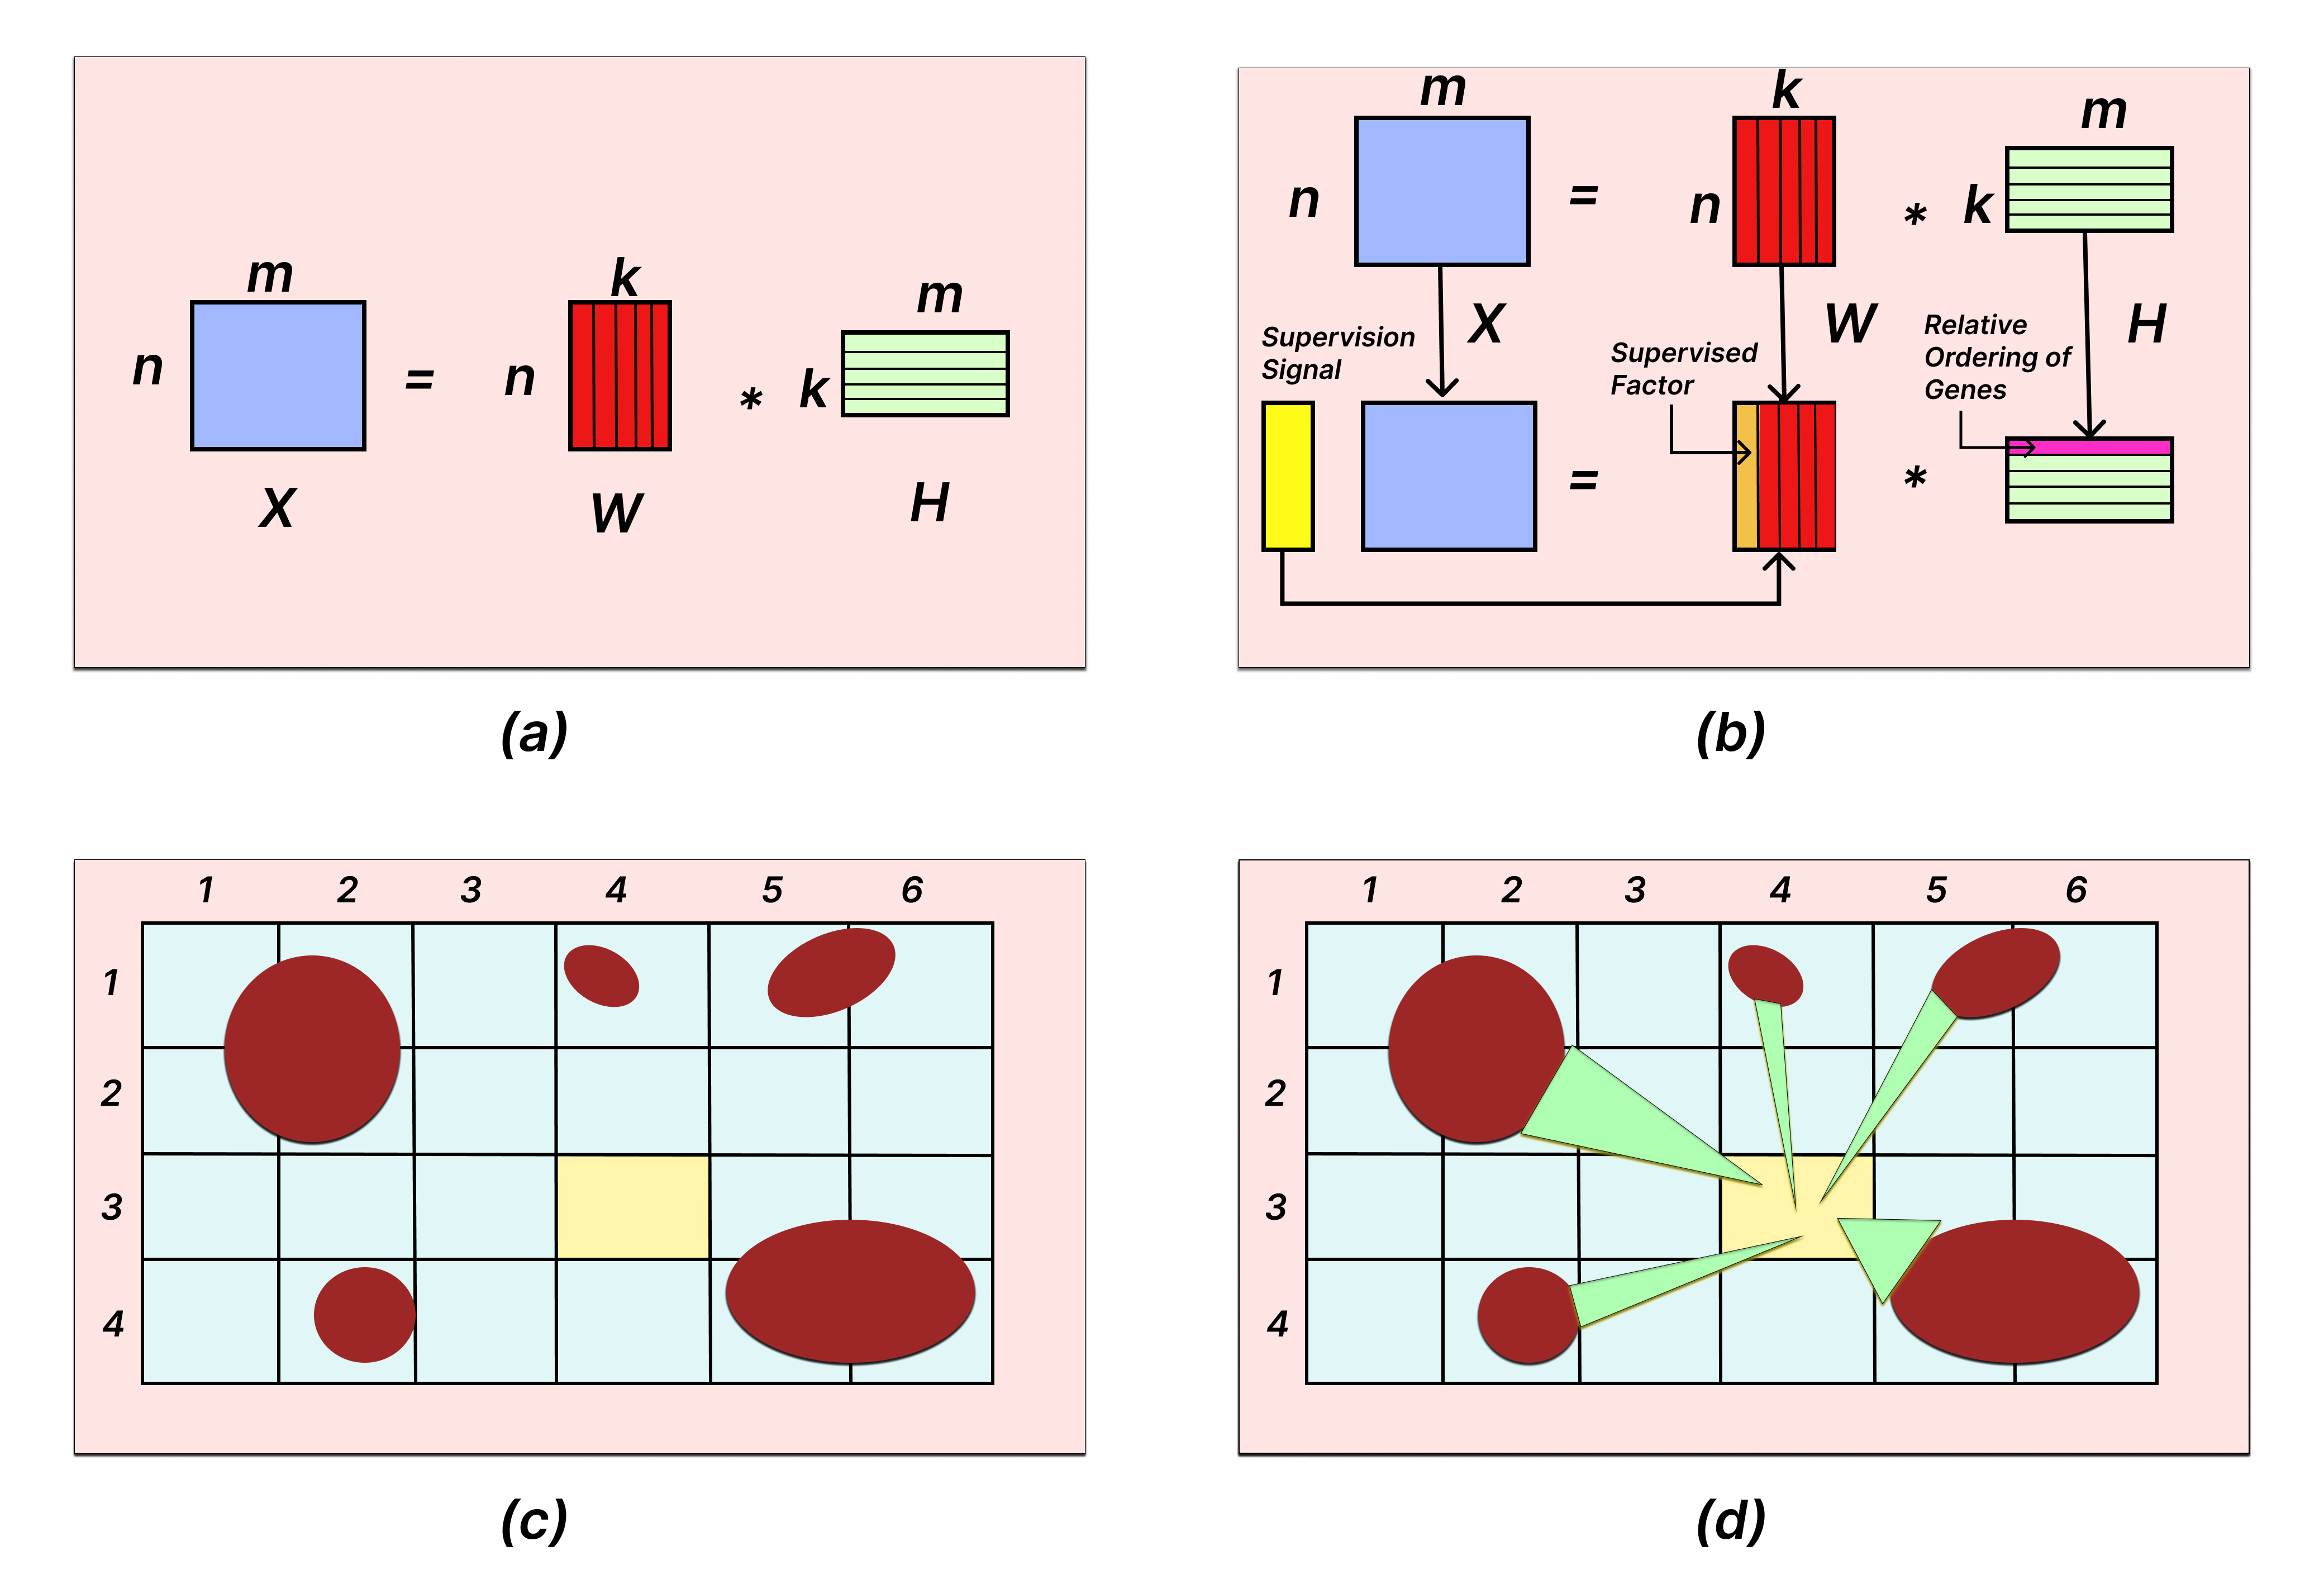 m
k
m
n
=
n
*
k
X
W
H
(a)
m
k
m
n
=
n
*
k
X
W
H
Supervision
Signal
Supervised
Factor
Relative
Ordering of
Genes
=
*
(b)
1 2 3 4 5 6
1
2
3
4
(c)
1 2 3 4 5 6
1
2
3
4
(d)